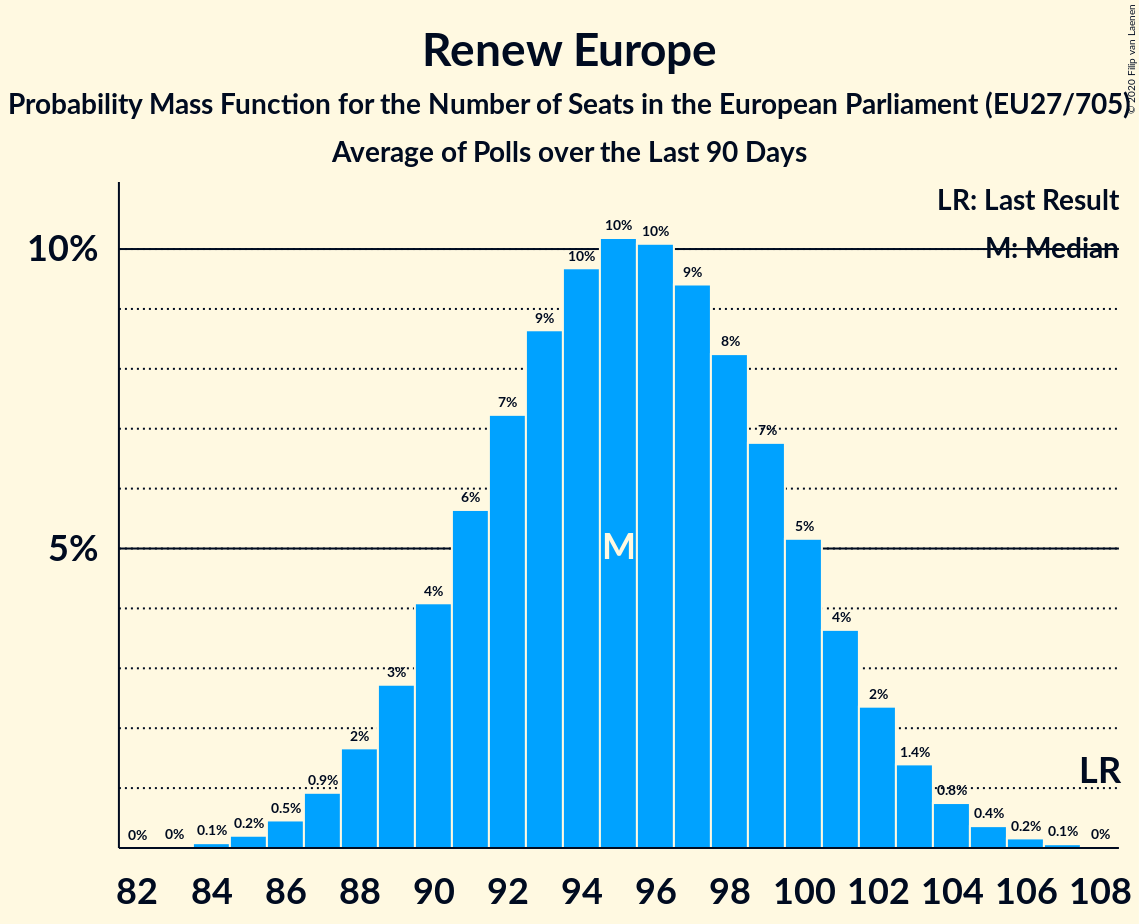 Renew Europe
Probability Mass Function for the Number of Seats in the European Parliament (EU27/705)
Average of Polls over the Last 90 Days
© 2020 Filip van Laenen
LR: Last Result
M: Median
10%
5%
0% 0% 0.1% 0.2% 0.5% 0.9% 2% 3% 4% 6% 7% 9% 10% 10% 10% 9% 8% 7% 5% 4% 2% 1.4% 0.8% 0.4% 0.2% 0.1% 0%
M
LR
82 84 86 88 90 92 94 96 98 100 102 104 106 108